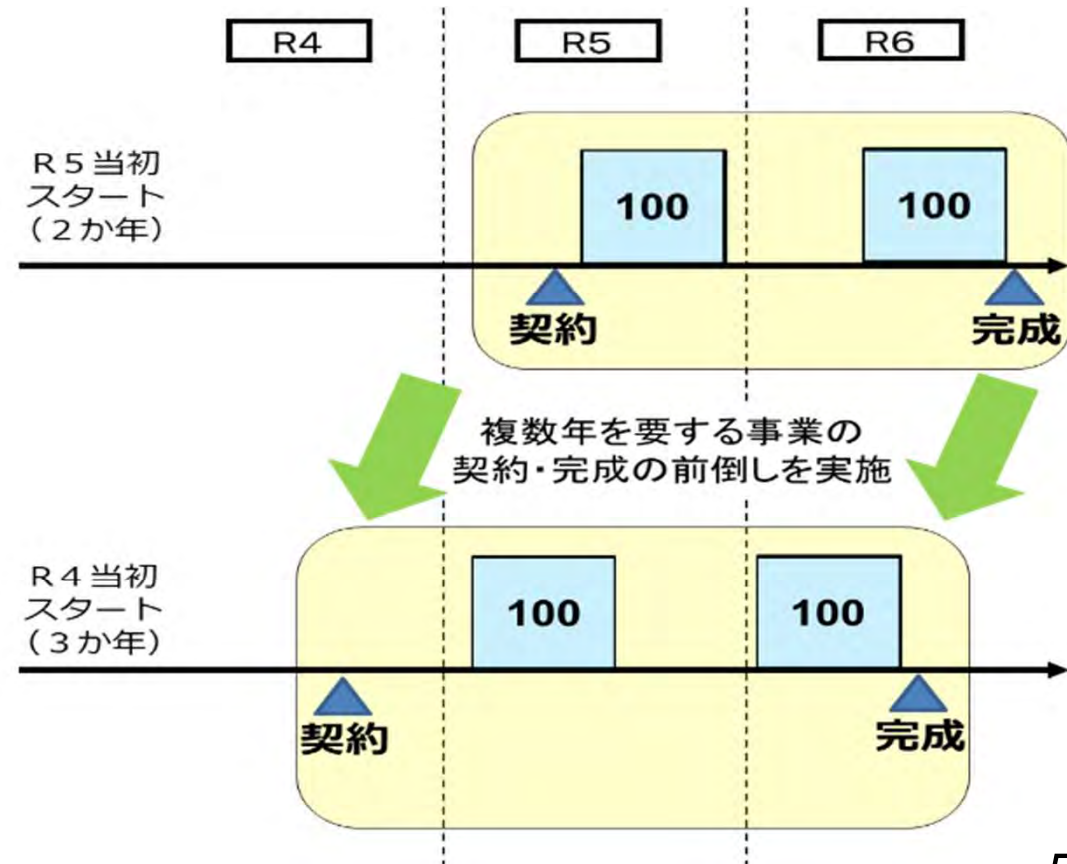 R4
R5
R6
R5当初
スタート
（2か年）
100
100
契約
完成
複数年を要する事業の
契約・完成の前倒しを実施
R4当初
スタート
（3か年）
100
100
契約
完成